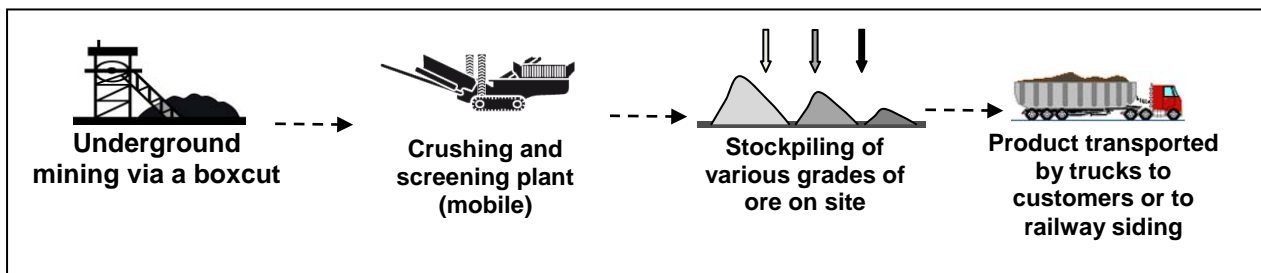 Underground
mining via a boxcut
Crushing and
screening plant
(mobile)
Stockpiling of
various grades of
ore on site
Product transported
by trucks to
customers or to
railway siding